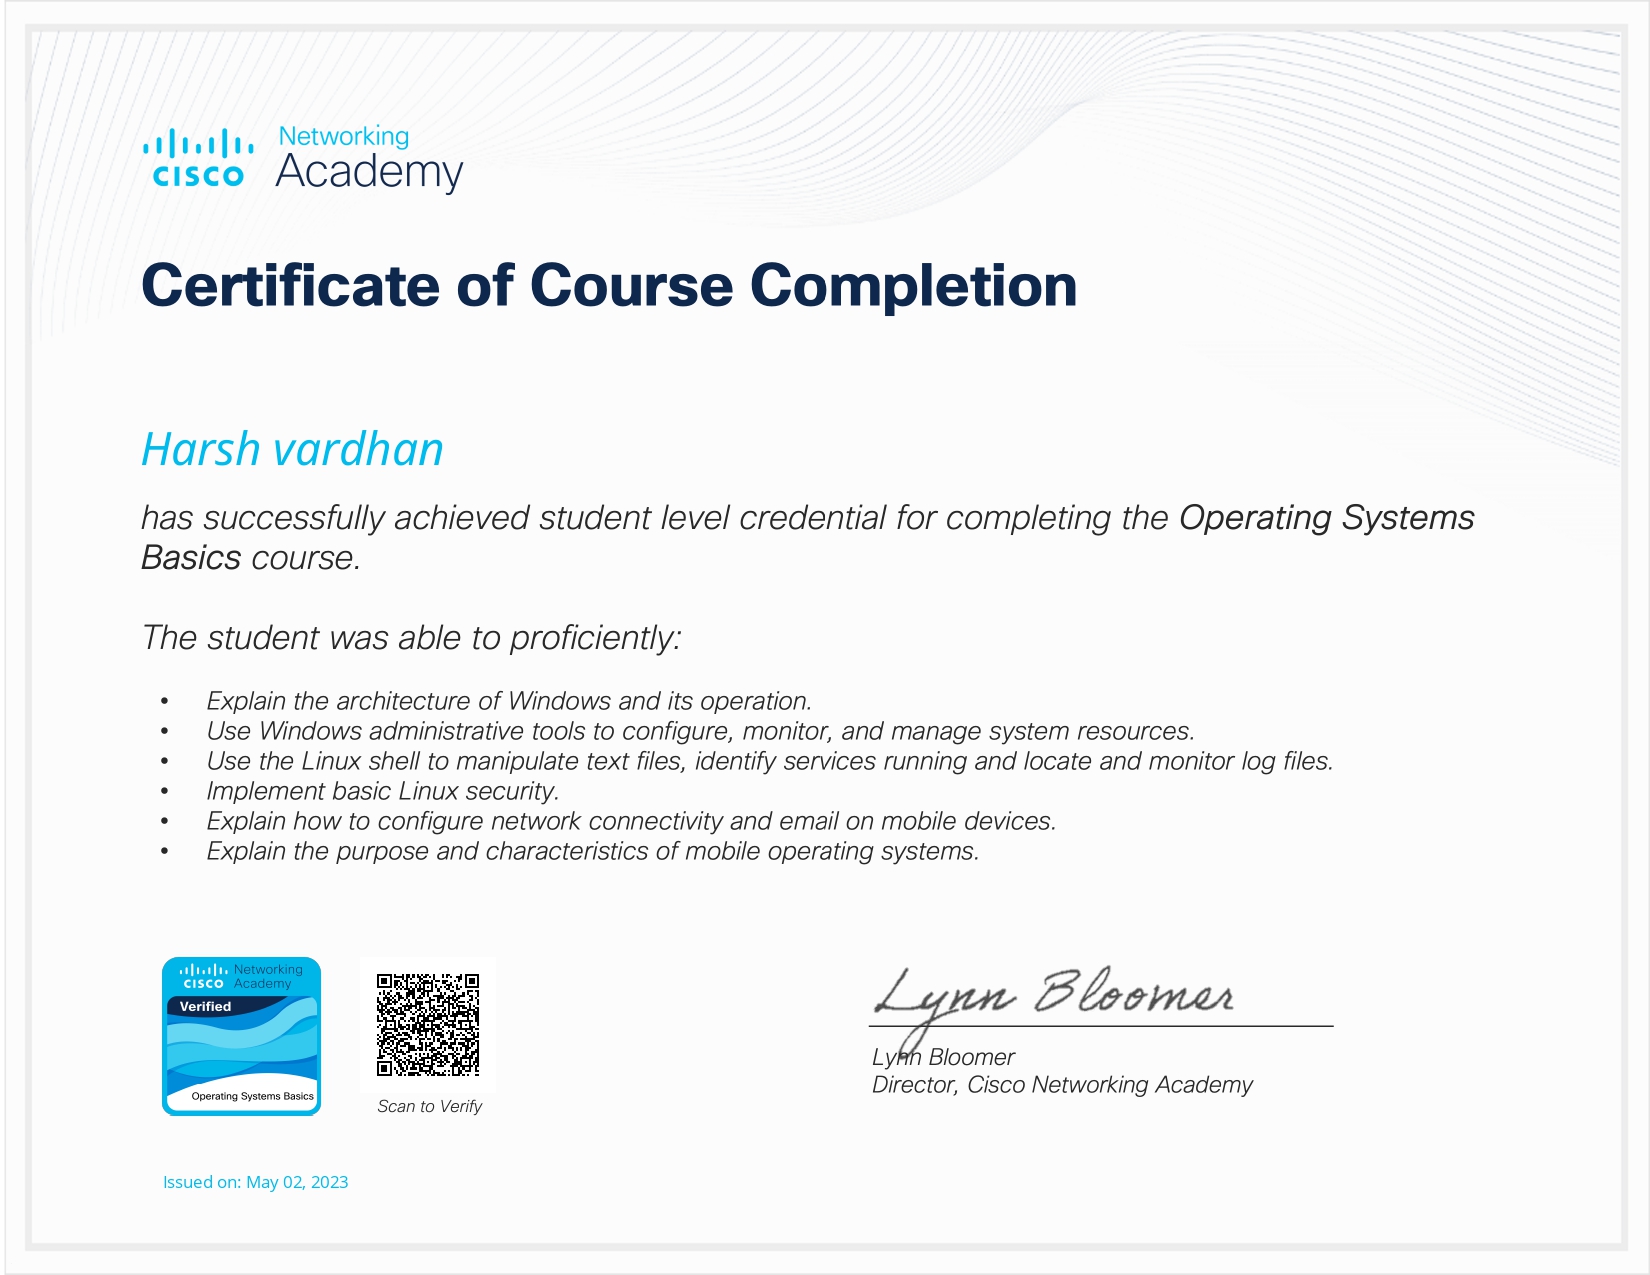 Networking
CISCO Academy
Certificate of Course Completion
Harsh vardhan
has successfully achieved student level credential for completing the Operating Systems
Basics course.
The student was able to proficiently:
• Explain the architecture of Windows and its operation.
• Use Windows administrative tools to configure, monitor, and manage system resources.
• Use the Linux shell to manipulate text files, identify services running and locate and monitor log files.
• Implement basic Linux security.
• Explain how to configure network connectivity and email on mobile devices.
• Explain the purpose and characteristics of mobile operating systems.
Networking
CISCO Academy
Verified
Operating Systems Basics
Scan to Verify
Lynn Bloomer
Lynn Bloomer
Director, Cisco Networking Academy
Issued on: May 02, 2023